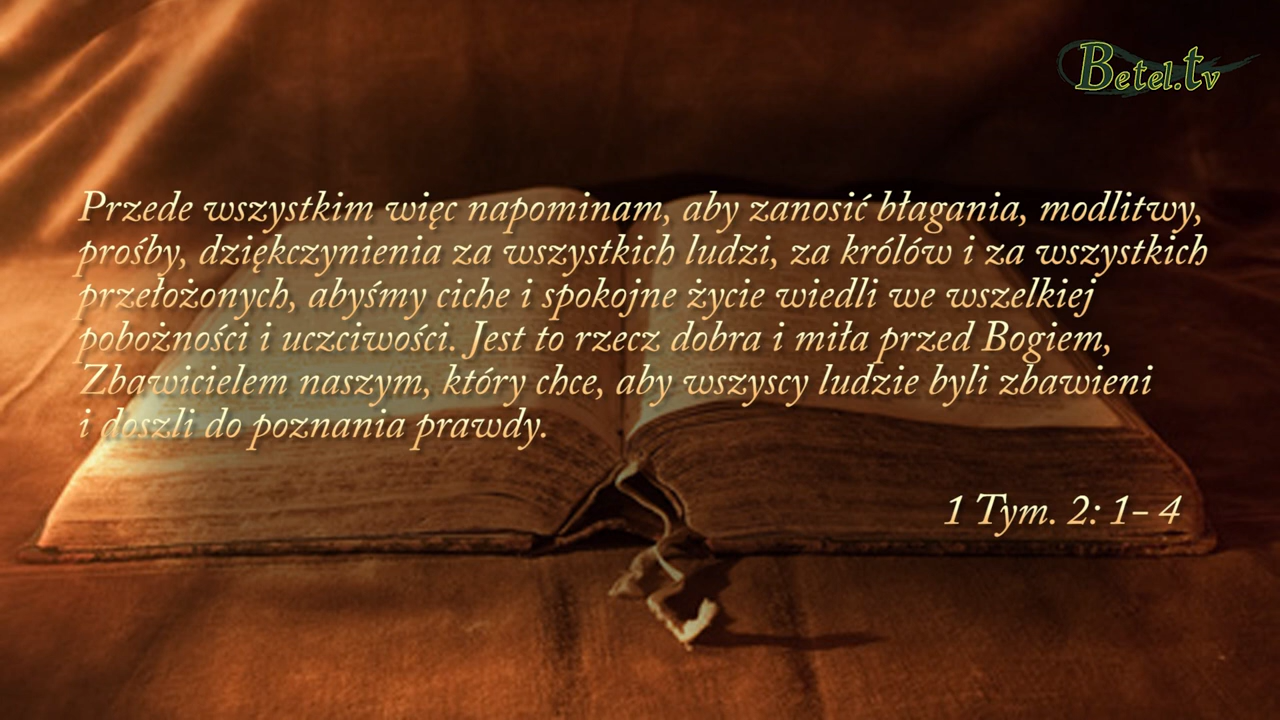 Betel.tv
Przede wszystkim więc napominam, aby zanosić błagania, modlitwy,
prośby, dziękczynienia za wszystkich ludzi, za królów i za wszystkich
przełożonych, abyśmy ciche i spokojne życie wiedli we wszelkiej
pobożności i uczciwości. Jest to rzecz dobra i miła przed Bogiem,
Zbawicielem naszym, który chce, aby wszyscy ludzie byli zbawieni
i doszli do poznania prawdy.
1 Tym. 2: 1- 4